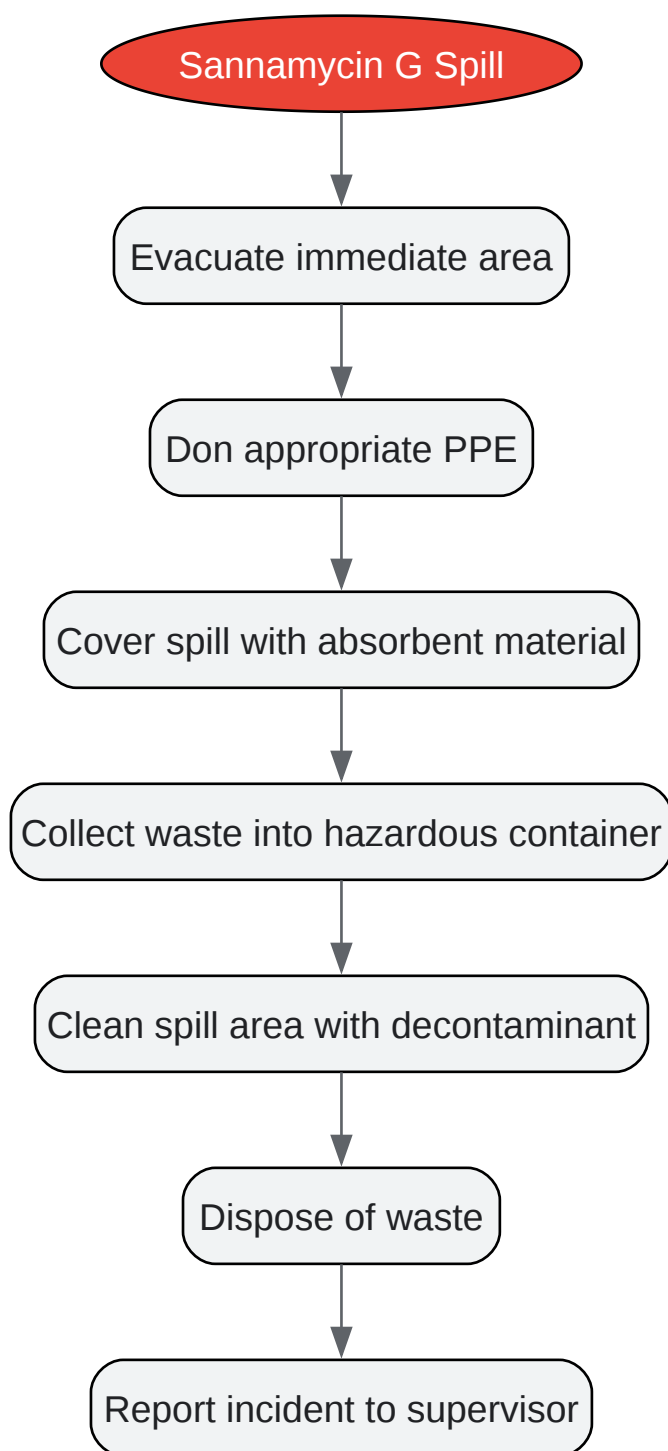 Sannamycin G Spill
Evacuate immediate area
Don appropriate PPE
Cover spill with absorbent material
Collect waste into hazardous container
Clean spill area with decontaminant
Dispose of waste
Report incident to supervisor